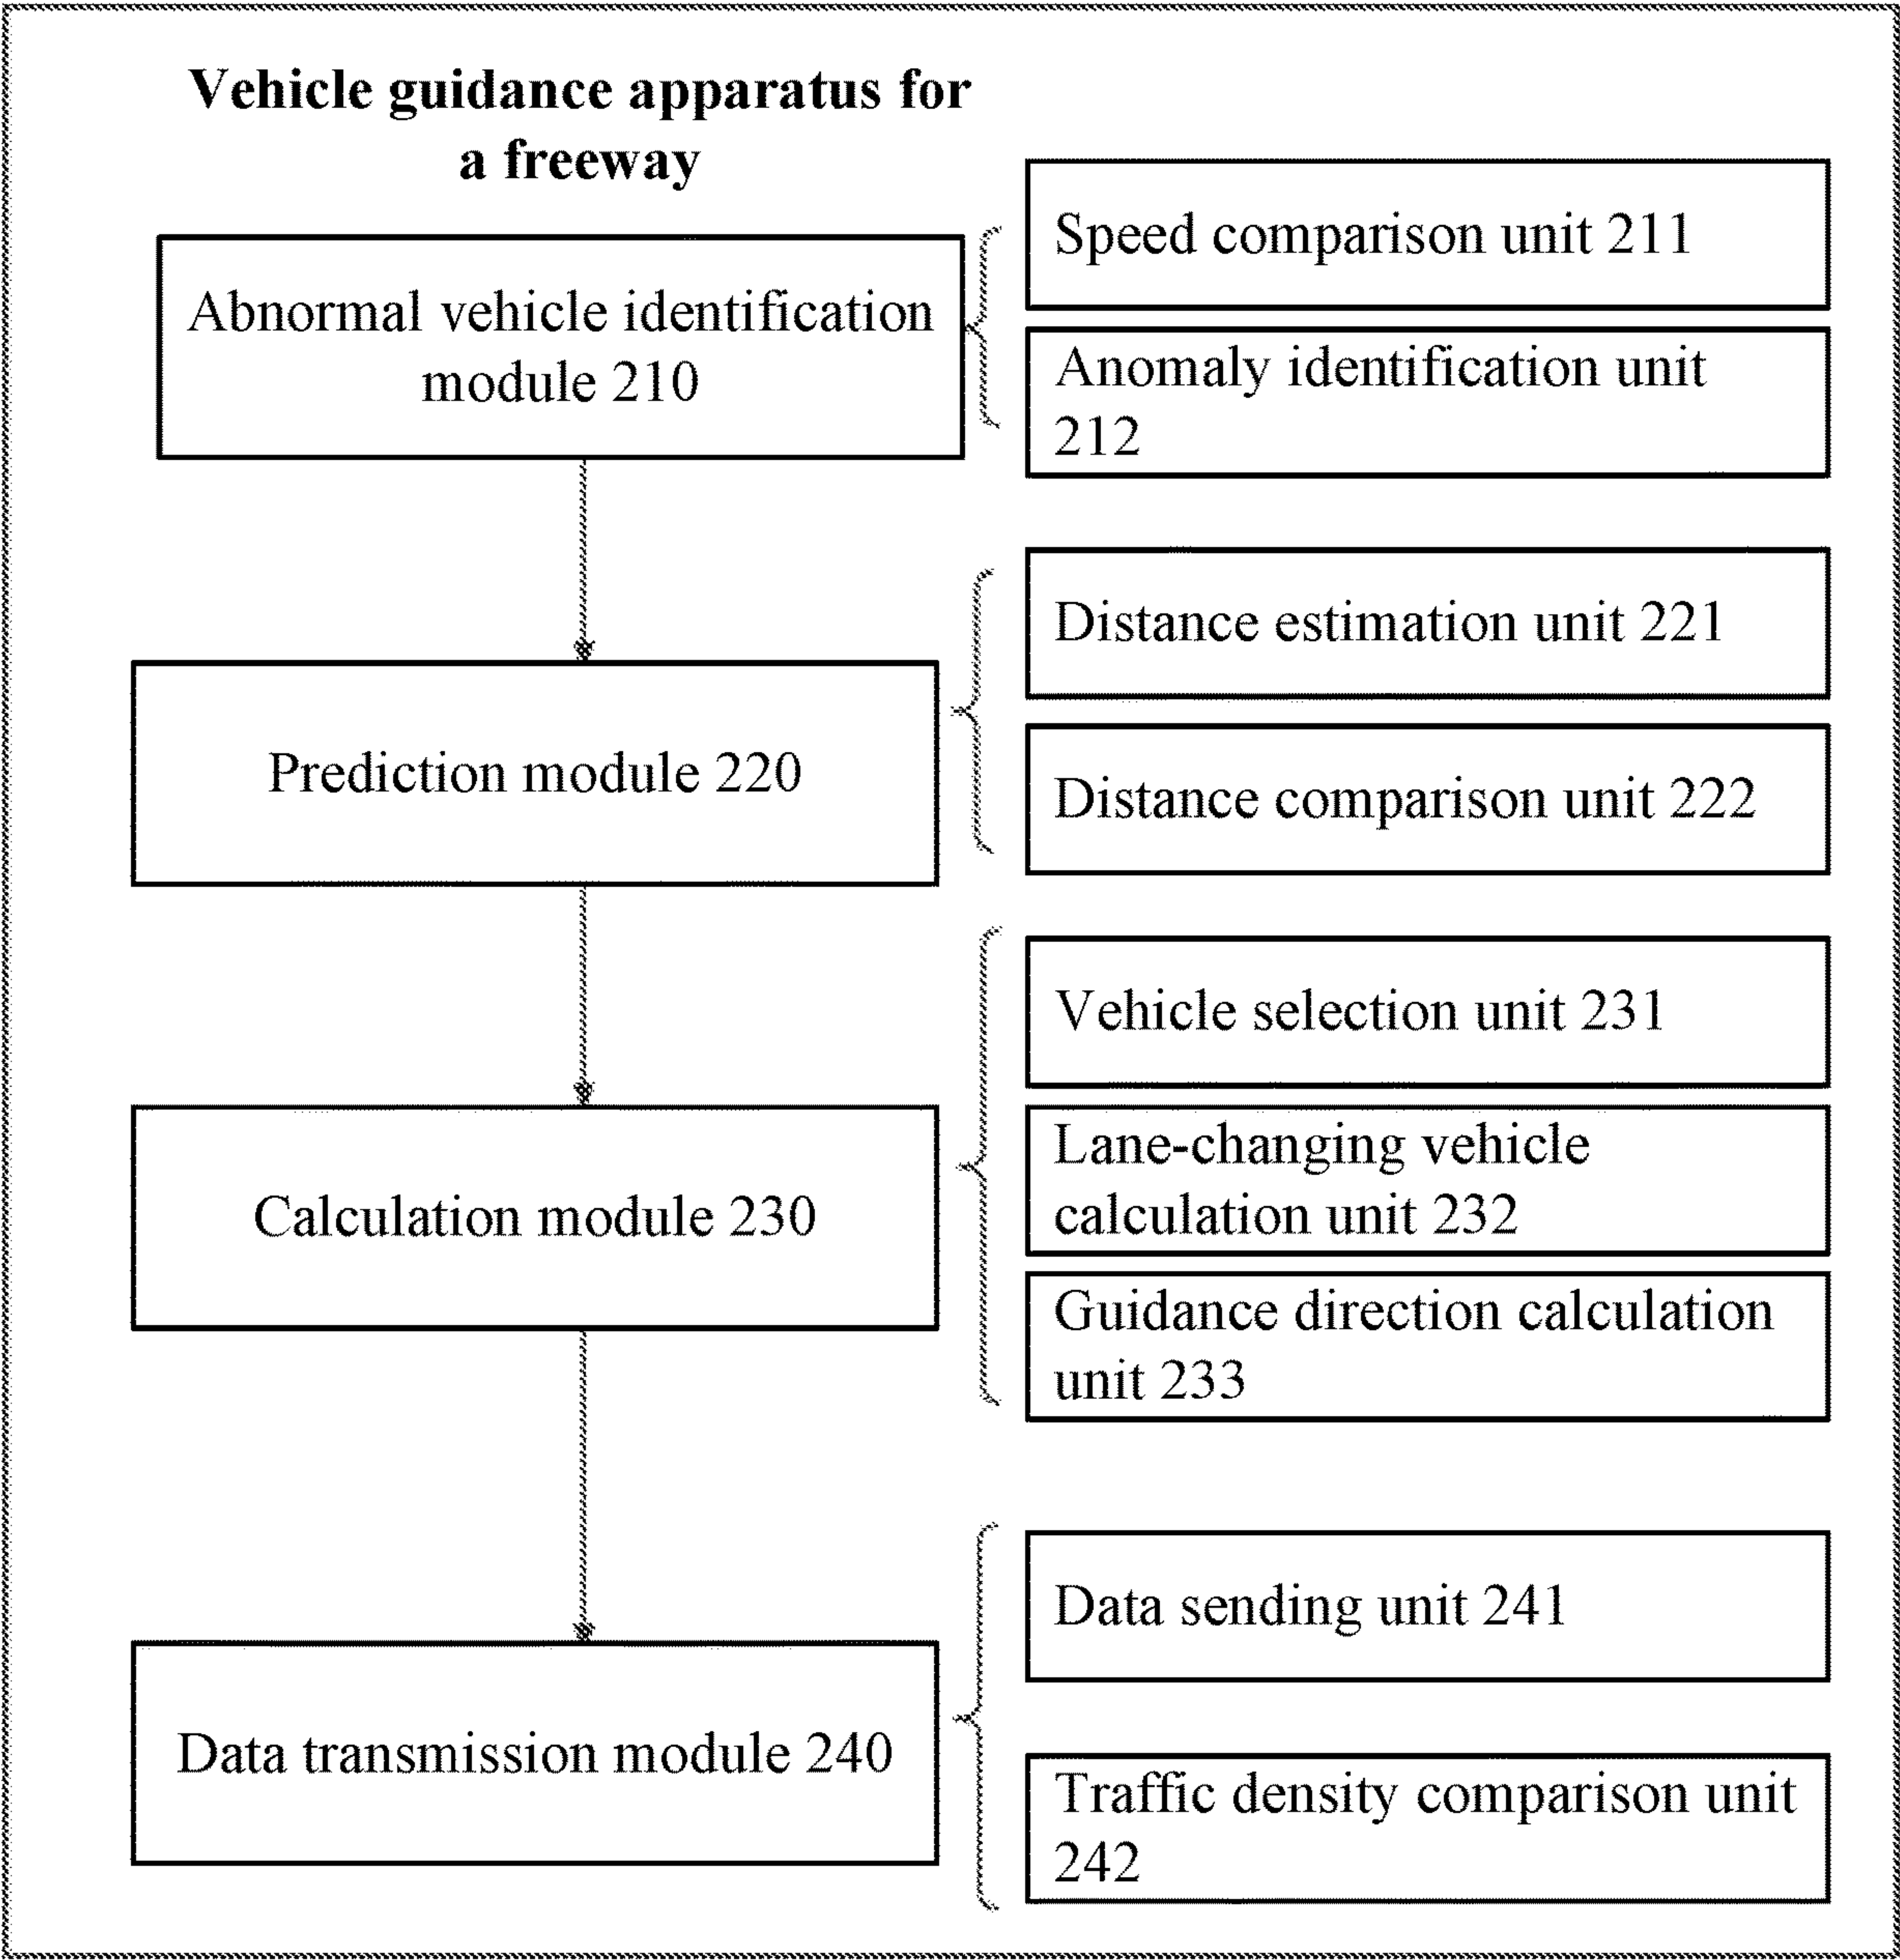 Vehicle guidance apparatus for
a freeway
Abnormal vehicle identification
module 210
Speed comparison unit 211
Anomaly identification unit
212
Prediction module 220
Distance estimation unit 221
Distance comparison unit 222
Calculation module 230
Vehicle selection unit 231
Lane-changing vehicle
calculation unit 232
Guidance direction calculation
unit 233
Data transmission module 240
Data sending unit 241
Traffic density comparison unit
242